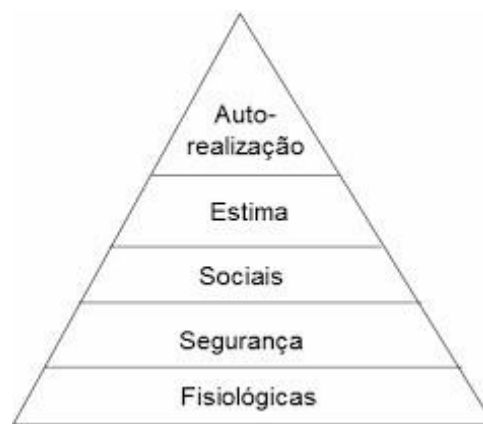 Auto-
realização
Estima
Sociais
Segurança
Fisiológicas